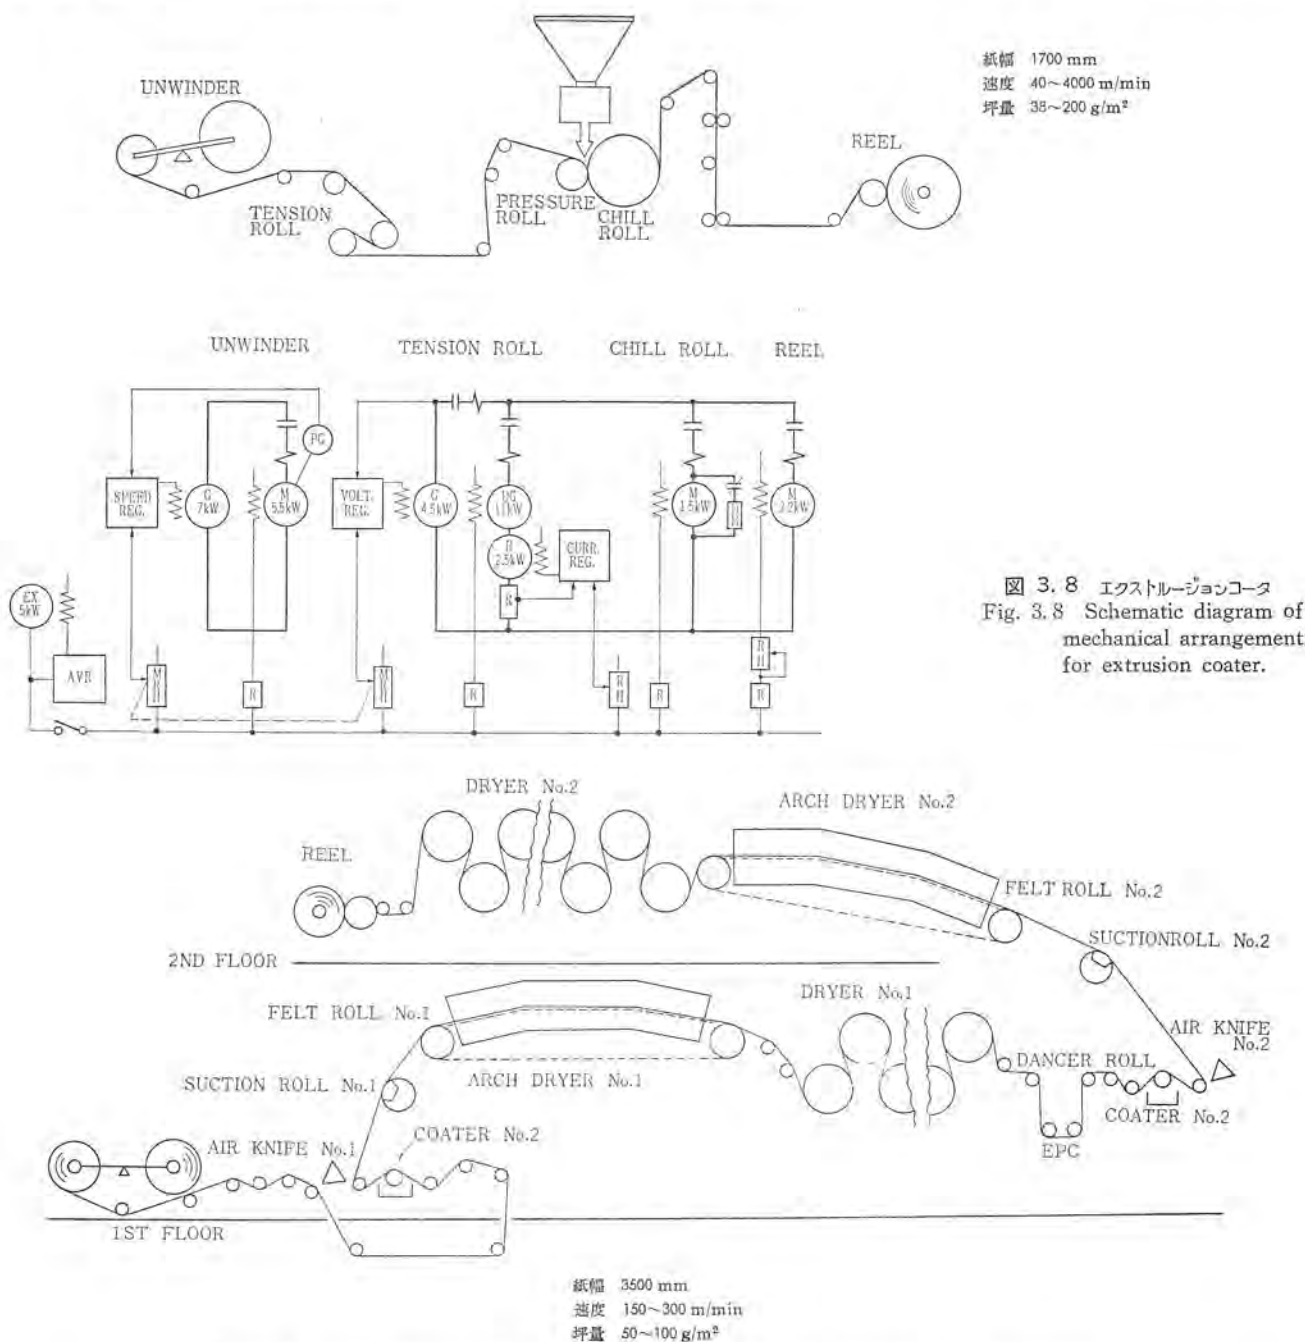 紙幅 1700 mm
速度 40～4000 m/min
坪量 38～200 g/m²
UNWINDER
REEL
TENSION
ROLL
PRESSURE
ROLL
CHILL
ROLL
UNWINDER
TENSION ROLL
CHILL ROLL
REEL
PG
SPEED
REG.
G
7kW
M
5.5kW
VOLT.
REG.
G
4.5kW
11kW
2.5kW
CURR.
REG.
M
M
R
EX
5kW
AVR
MRH
R
MRH
R
RH
R
RH
R
図 3.8 エクストルージョンコータ
Fig. 3.8 Schematic diagram of
mechanical arrangement
for extrusion coater.
DRYER No.2
ARCH DRYER No.2
REEL
FELT ROLL No.2
SUCTIONROLL No.2
2ND FLOOR
DRYER No.1
FELT ROLL No.1
AIR KNIFE
No.2
DANCER ROLL
SUCTION ROLL No.1
ARCH DRYER No.1
COATER No.2
AIR KNIFE No.1
COATER No.2
EPC
1ST FLOOR
紙幅 3500 mm
速度 150～300 m/min
坪量 50～100 g/m²